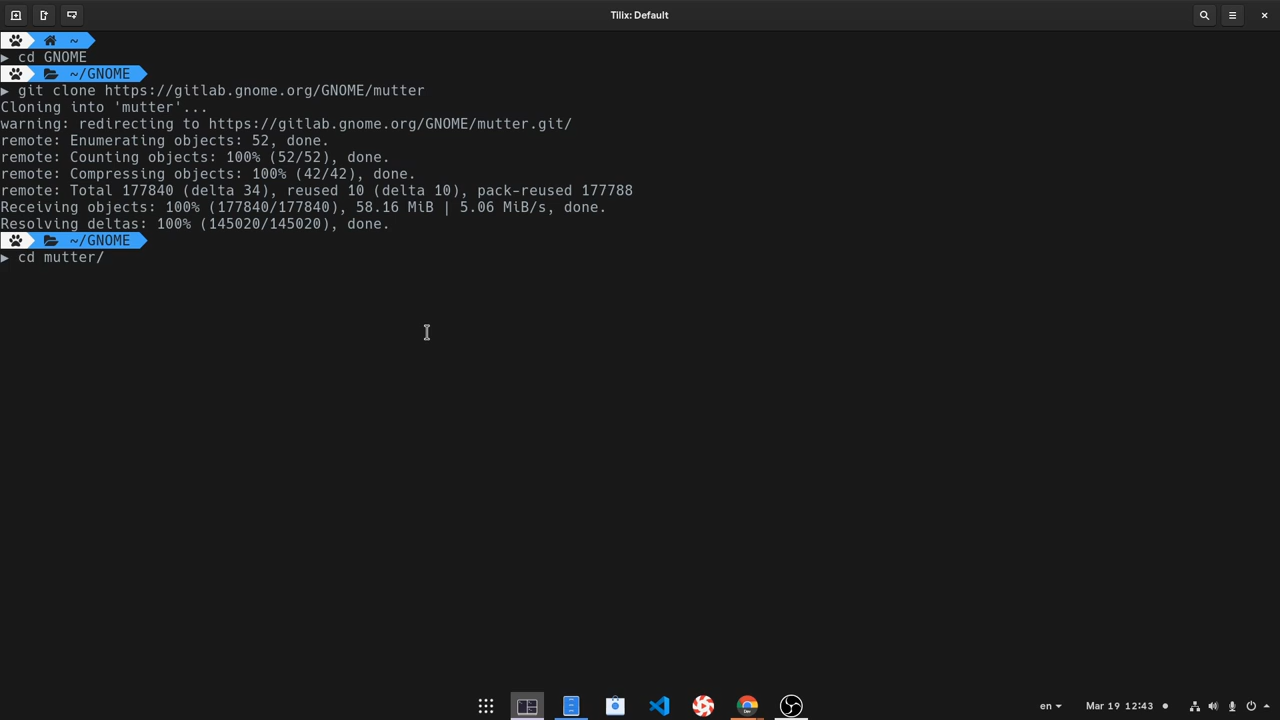 Tilix: Default
~
▶ cd GNOME
~/GNOME
▶ git clone https://gitlab.gnome.org/GNOME/mutter
Cloning into 'mutter'...
warning: redirecting to https://gitlab.gnome.org/GNOME/mutter.git/
remote: Enumerating objects: 52, done.
remote: Counting objects: 100% (52/52), done.
remote: Compressing objects: 100% (42/42), done.
remote: Total 177840 (delta 34), reused 10 (delta 10), pack-reused 177788
Receiving objects: 100% (177840/177840), 58.16 MiB | 5.06 MiB/s, done.
Resolving deltas: 100% (145020/145020), done.
~/GNOME
▶ cd mutter/
en Mar 19 12:43